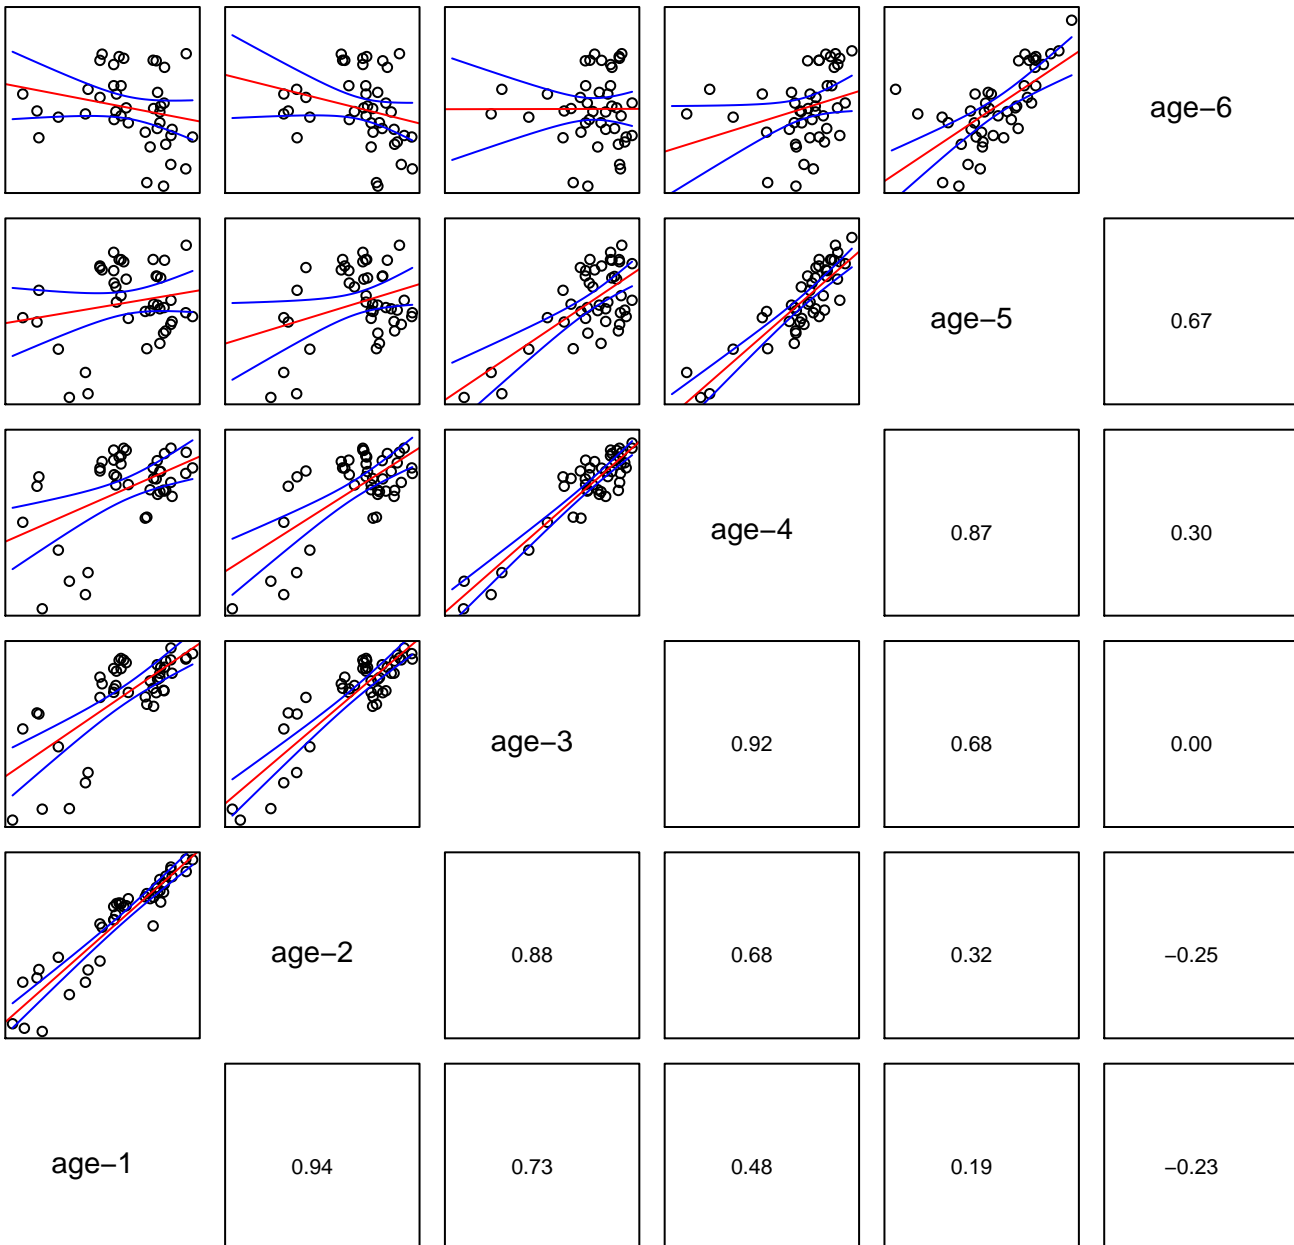 age−6
age−5 0.67
age−4 0.87 0.30
age−3 0.92 0.68 0.00
age−2 0.88 0.68 0.32 −0.25
age−1 0.94 0.73 0.48 0.19 −0.23